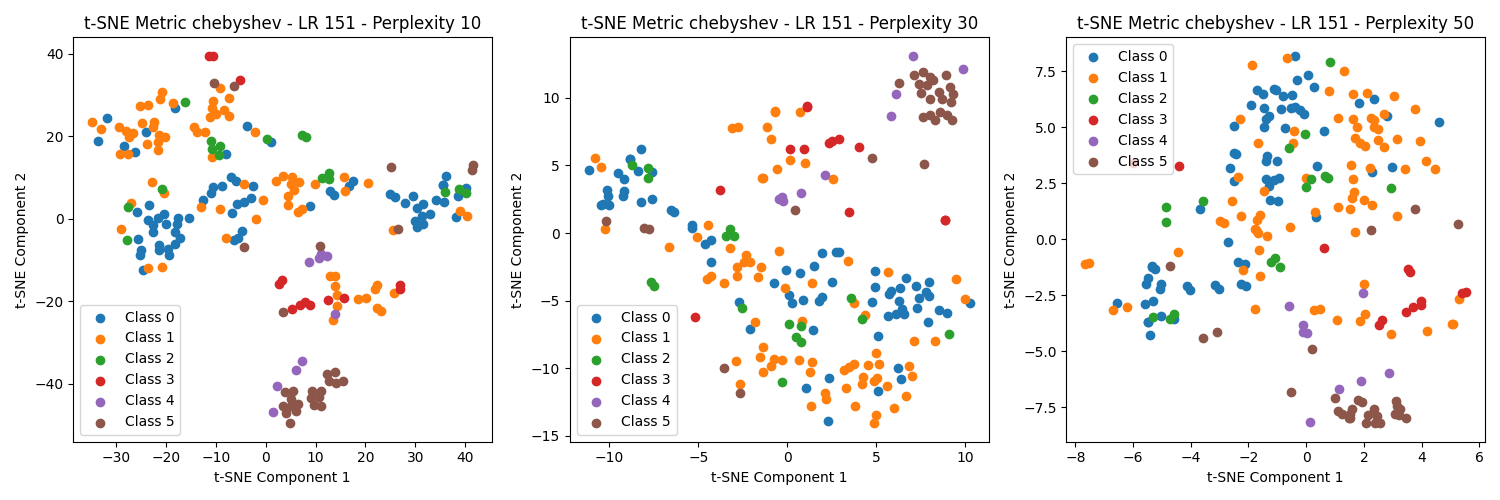 t-SNE Metric chebyshev - LR 151 - Perplexity 10
40
20
0
−20
−40
t-SNE Component 2
Class 0
Class 1
Class 2
Class 3
Class 4
Class 5
−30 −20 −10 0 10 20 30 40
t-SNE Component 1
t-SNE Metric chebyshev - LR 151 - Perplexity 30
10
5
0
−5
−10
−15
t-SNE Component 2
Class 0
Class 1
Class 2
Class 3
Class 4
Class 5
−10 −5 0 5 10
t-SNE Component 1
t-SNE Metric chebyshev - LR 151 - Perplexity 50
7.5
5.0
2.5
0.0
−2.5
−5.0
−7.5
t-SNE Component 2
Class 0
Class 1
Class 2
Class 3
Class 4
Class 5
−8 −6 −4 −2 0 2 4 6
t-SNE Component 1